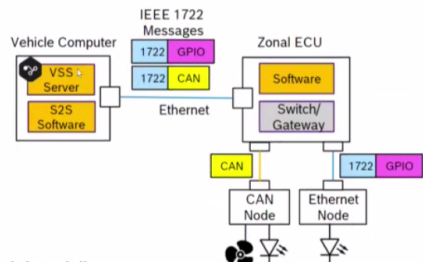 IEEE 1722
Messages
Vehicle Computer
1722 GPIO
Zonal ECU
1722 CAN
VSS
Server
Software
S2S
Software
Ethernet
Switch/
Gateway
CAN
1722 GPIO
CAN
Node
Ethernet
Node